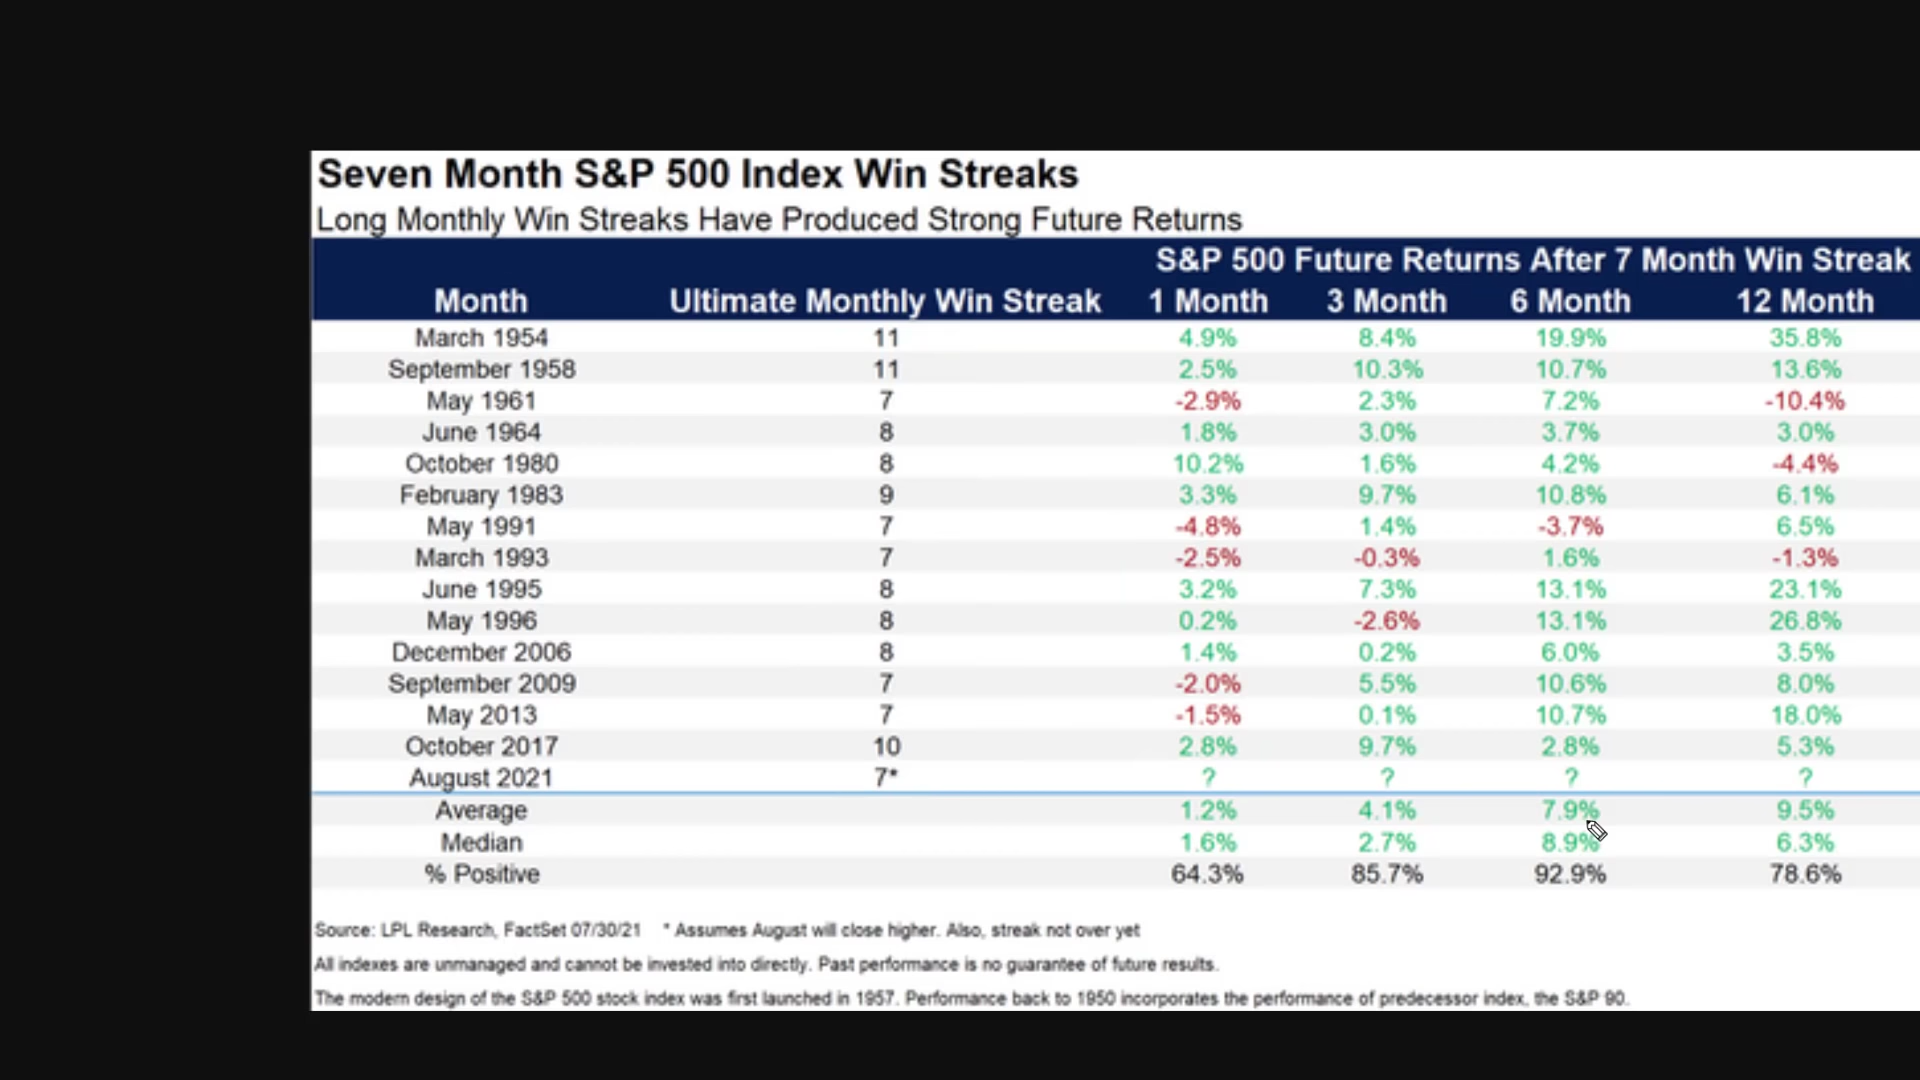 Seven Month S&P 500 Index Win Streaks
Long Monthly Win Streaks Have Produced Strong Future Returns
S&P 500 Future Returns After 7 Month Win Streak
Month Ultimate Monthly Win Streak 1 Month 3 Month 6 Month 12 Month
March 1954 11 4.9% 8.4% 19.9% 35.8%
September 1958 11 2.5% 10.3% 10.7% 13.6%
May 1961 7 -2.9% 2.3% 7.2% -10.4%
June 1964 8 1.8% 3.0% 3.7% 3.0%
October 1980 8 10.2% 1.6% 4.2% -4.4%
February 1983 9 3.3% 9.7% 10.8% 6.1%
May 1991 7 -4.8% 1.4% -3.7% 6.5%
March 1993 7 -2.5% -0.3% 1.6% -1.3%
June 1995 8 3.2% 7.3% 13.1% 23.1%
May 1996 8 0.2% -2.6% 13.1% 26.8%
December 2006 8 1.4% 0.2% 6.0% 3.5%
September 2009 7 -2.0% 5.5% 10.6% 8.0%
May 2013 7 -1.5% 0.1% 10.7% 18.0%
October 2017 10 2.8% 9.7% 2.8% 5.3%
August 2021 7* ? ? ? ?
Average 1.2% 4.1% 7.9% 9.5%
Median 1.6% 2.7% 8.9% 6.3%
% Positive 64.3% 85.7% 92.9% 78.6%
Source: LPL Research, FactSet 07/30/21 * Assumes August will close higher. Also, streak not over yet
All indexes are unmanaged and cannot be invested into directly. Past performance is no guarantee of future results.
The modern design of the S&P 500 stock index was first launched in 1957. Performance back to 1950 incorporates the performance of predecessor index, the S&P 90.